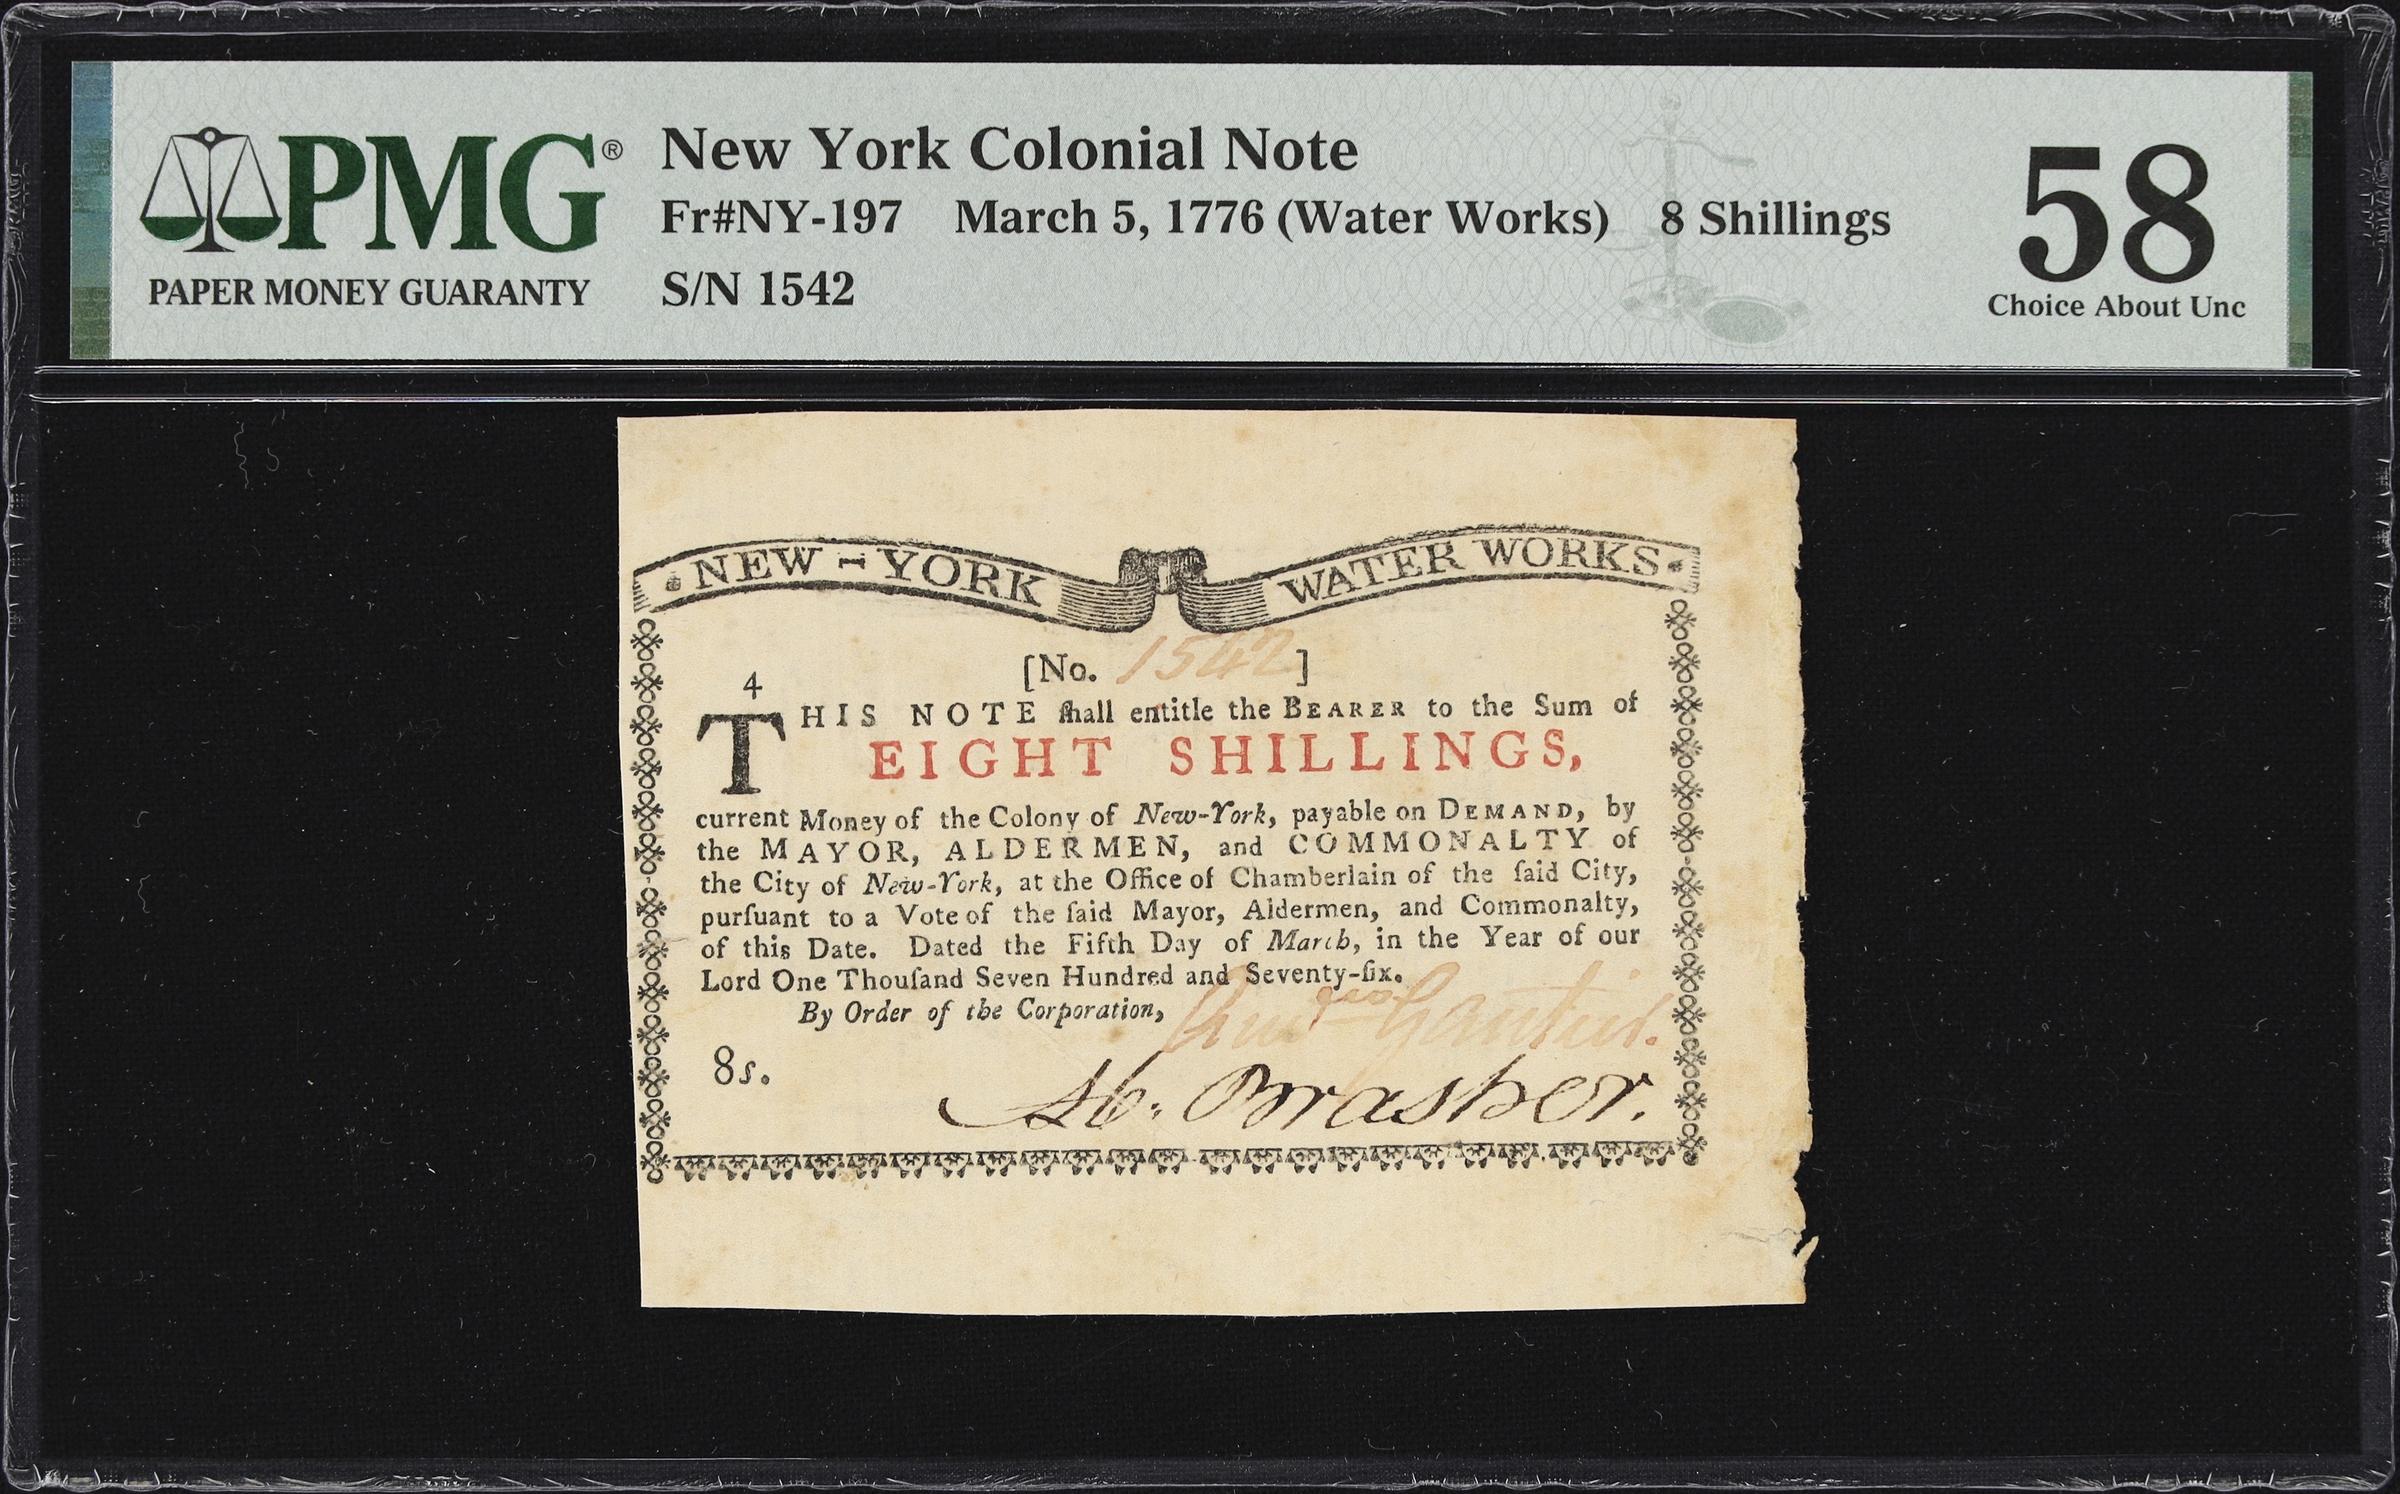 PMG®
PAPER MONEY GUARANTY
New York Colonial Note
Fr#NY-197 March 5, 1776 (Water Works) 8 Shillings
S/N 1542
58
Choice About Unc
NEW-YORK WATER WORKS
[No. 1542]
4
THIS NOTE ſhall entitle the BEARER to the Sum of
EIGHT SHILLINGS,
current Money of the Colony of New-York, payable on DEMAND, by
the MAYOR, ALDERMEN, and COMMONALTY of
the City of New-York, at the Office of Chamberlain of the ſaid City,
purſuant to a Vote of the ſaid Mayor, Aldermen, and Commonalty,
of this Date. Dated the Fifth Day of March, in the Year of our
Lord One Thouſand Seven Hundred and Seventy-ſix.
By Order of the Corporation,
8s.
Ab. Brasher.